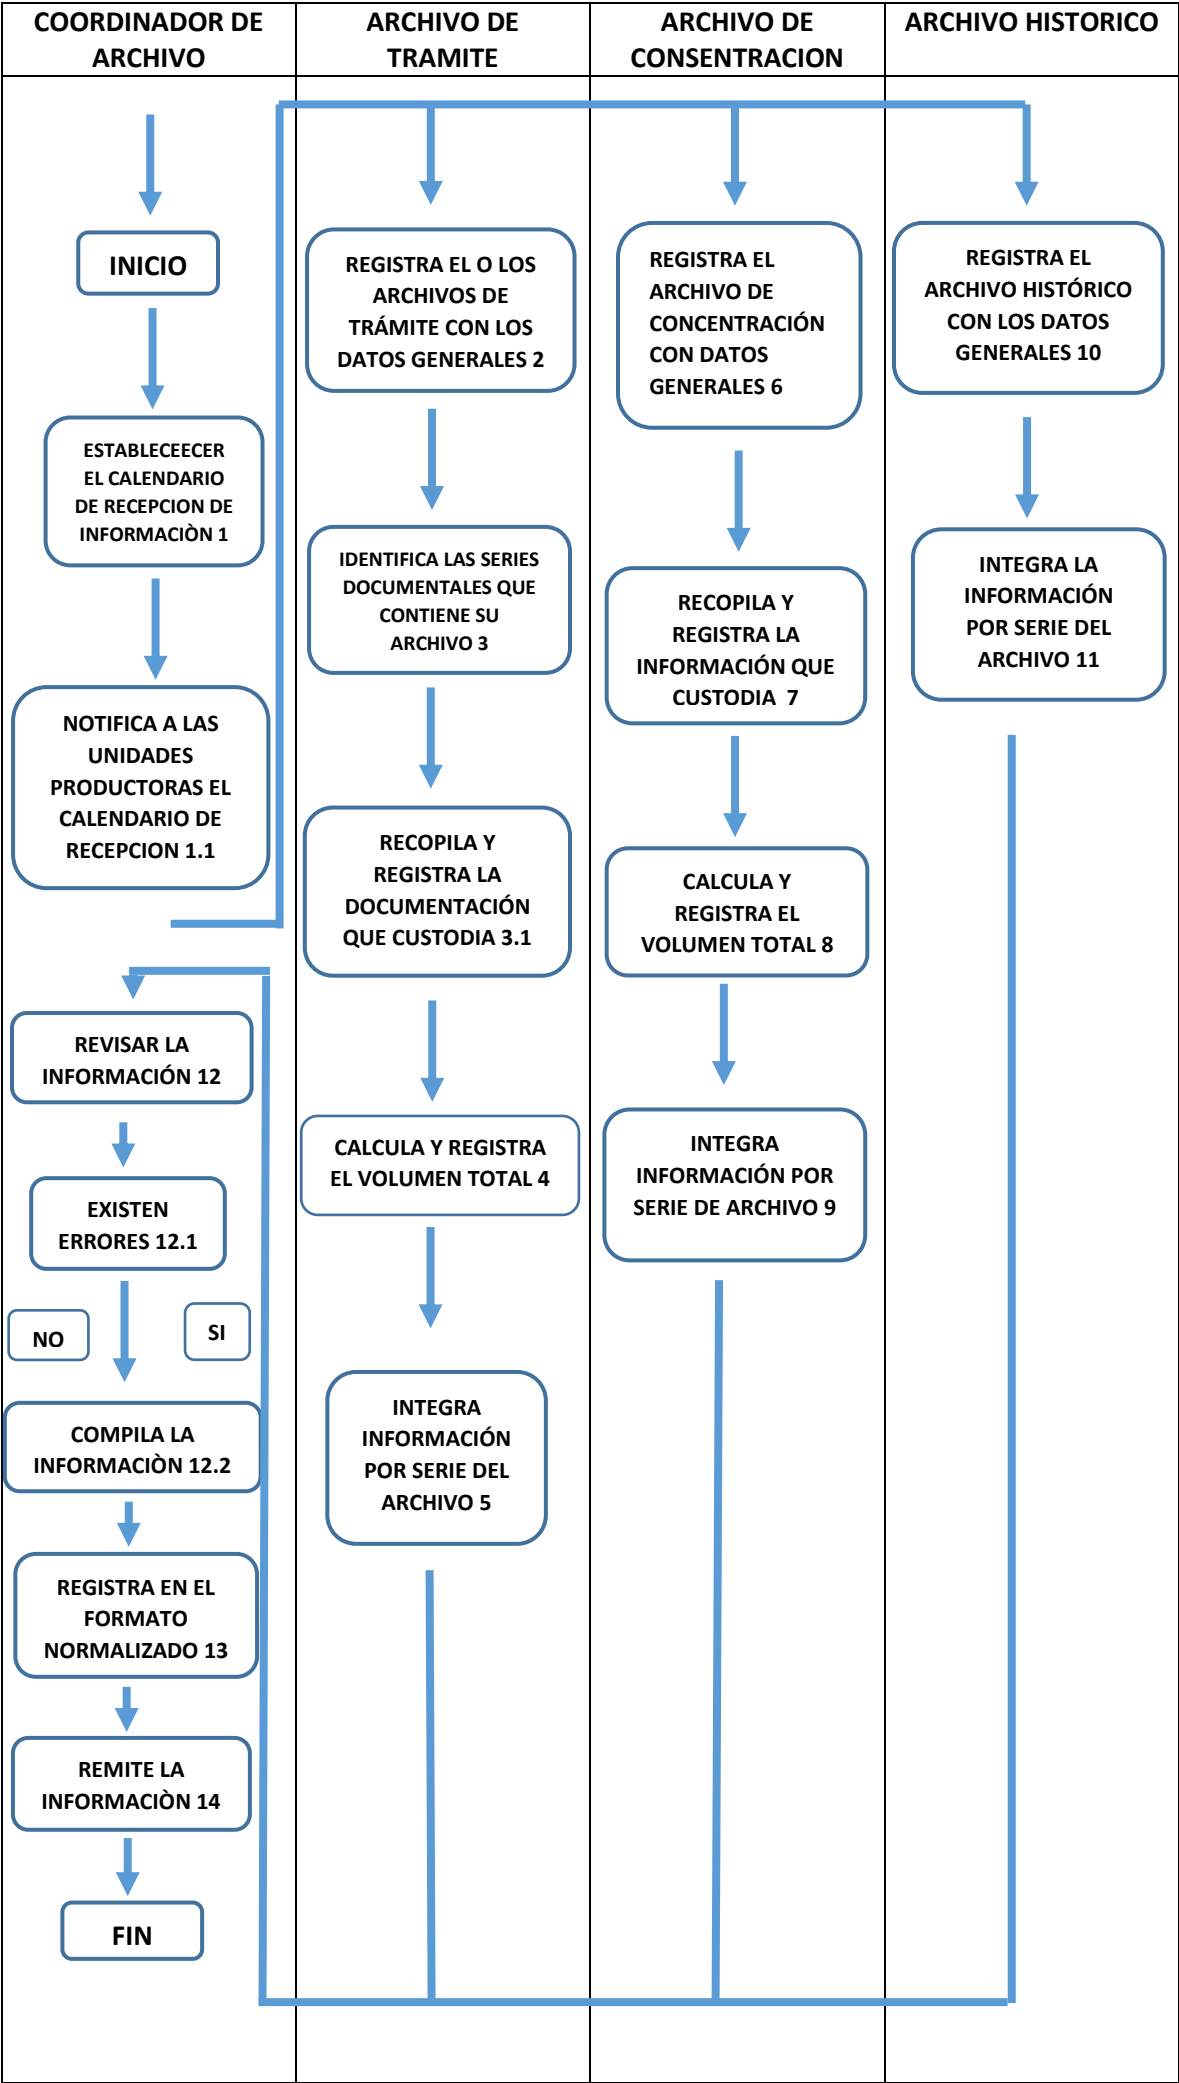 COORDINADOR DE
ARCHIVO
ARCHIVO DE
TRAMITE
ARCHIVO DE
CONSENTRACION
ARCHIVO HISTORICO
INICIO
ESTABLECEECER
EL CALENDARIO
DE RECEPCION DE
INFORMACIÒN 1
NOTIFICA A LAS
UNIDADES
PRODUCTORAS EL
CALENDARIO DE
RECEPCION 1.1
REVISAR LA
INFORMACIÓN 12
EXISTEN
ERRORES 12.1
NO
SI
COMPILA LA
INFORMACIÒN 12.2
REGISTRA EN EL
FORMATO
NORMALIZADO 13
REMITE LA
INFORMACIÒN 14
FIN
REGISTRA EL O LOS
ARCHIVOS DE
TRÁMITE CON LOS
DATOS GENERALES 2
IDENTIFICA LAS SERIES
DOCUMENTALES QUE
CONTIENE SU
ARCHIVO 3
RECOPILA Y
REGISTRA LA
DOCUMENTACIÓN
QUE CUSTODIA 3.1
CALCULA Y REGISTRA
EL VOLUMEN TOTAL 4
INTEGRA
INFORMACIÓN
POR SERIE DEL
ARCHIVO 5
REGISTRA EL
ARCHIVO DE
CONCENTRACIÓN
CON DATOS
GENERALES 6
RECOPILA Y
REGISTRA LA
INFORMACIÓN QUE
CUSTODIA 7
CALCULA Y
REGISTRA EL
VOLUMEN TOTAL 8
INTEGRA
INFORMACIÓN POR
SERIE DE ARCHIVO 9
REGISTRA EL
ARCHIVO HISTÓRICO
CON LOS DATOS
GENERALES 10
INTEGRA LA
INFORMACIÓN
POR SERIE DEL
ARCHIVO 11